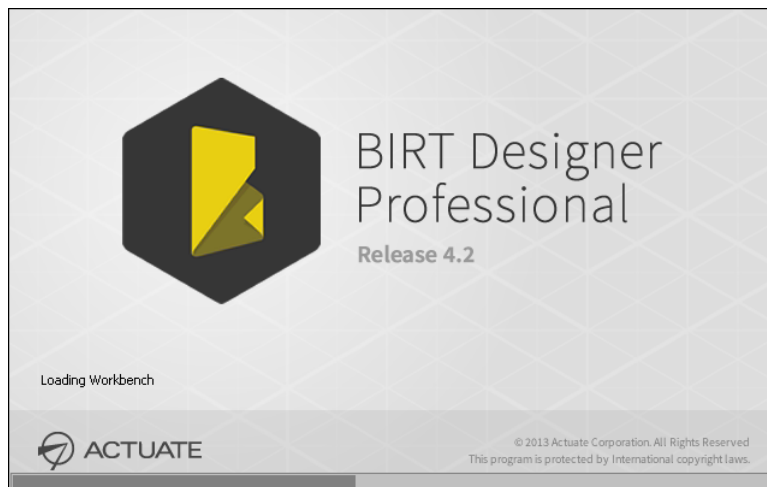 BIRT Designer
Professional
Release 4.2
Loading Workbench
ACTUATE
© 2013 Actuate Corporation. All Rights Reserved
This program is protected by International copyright laws.